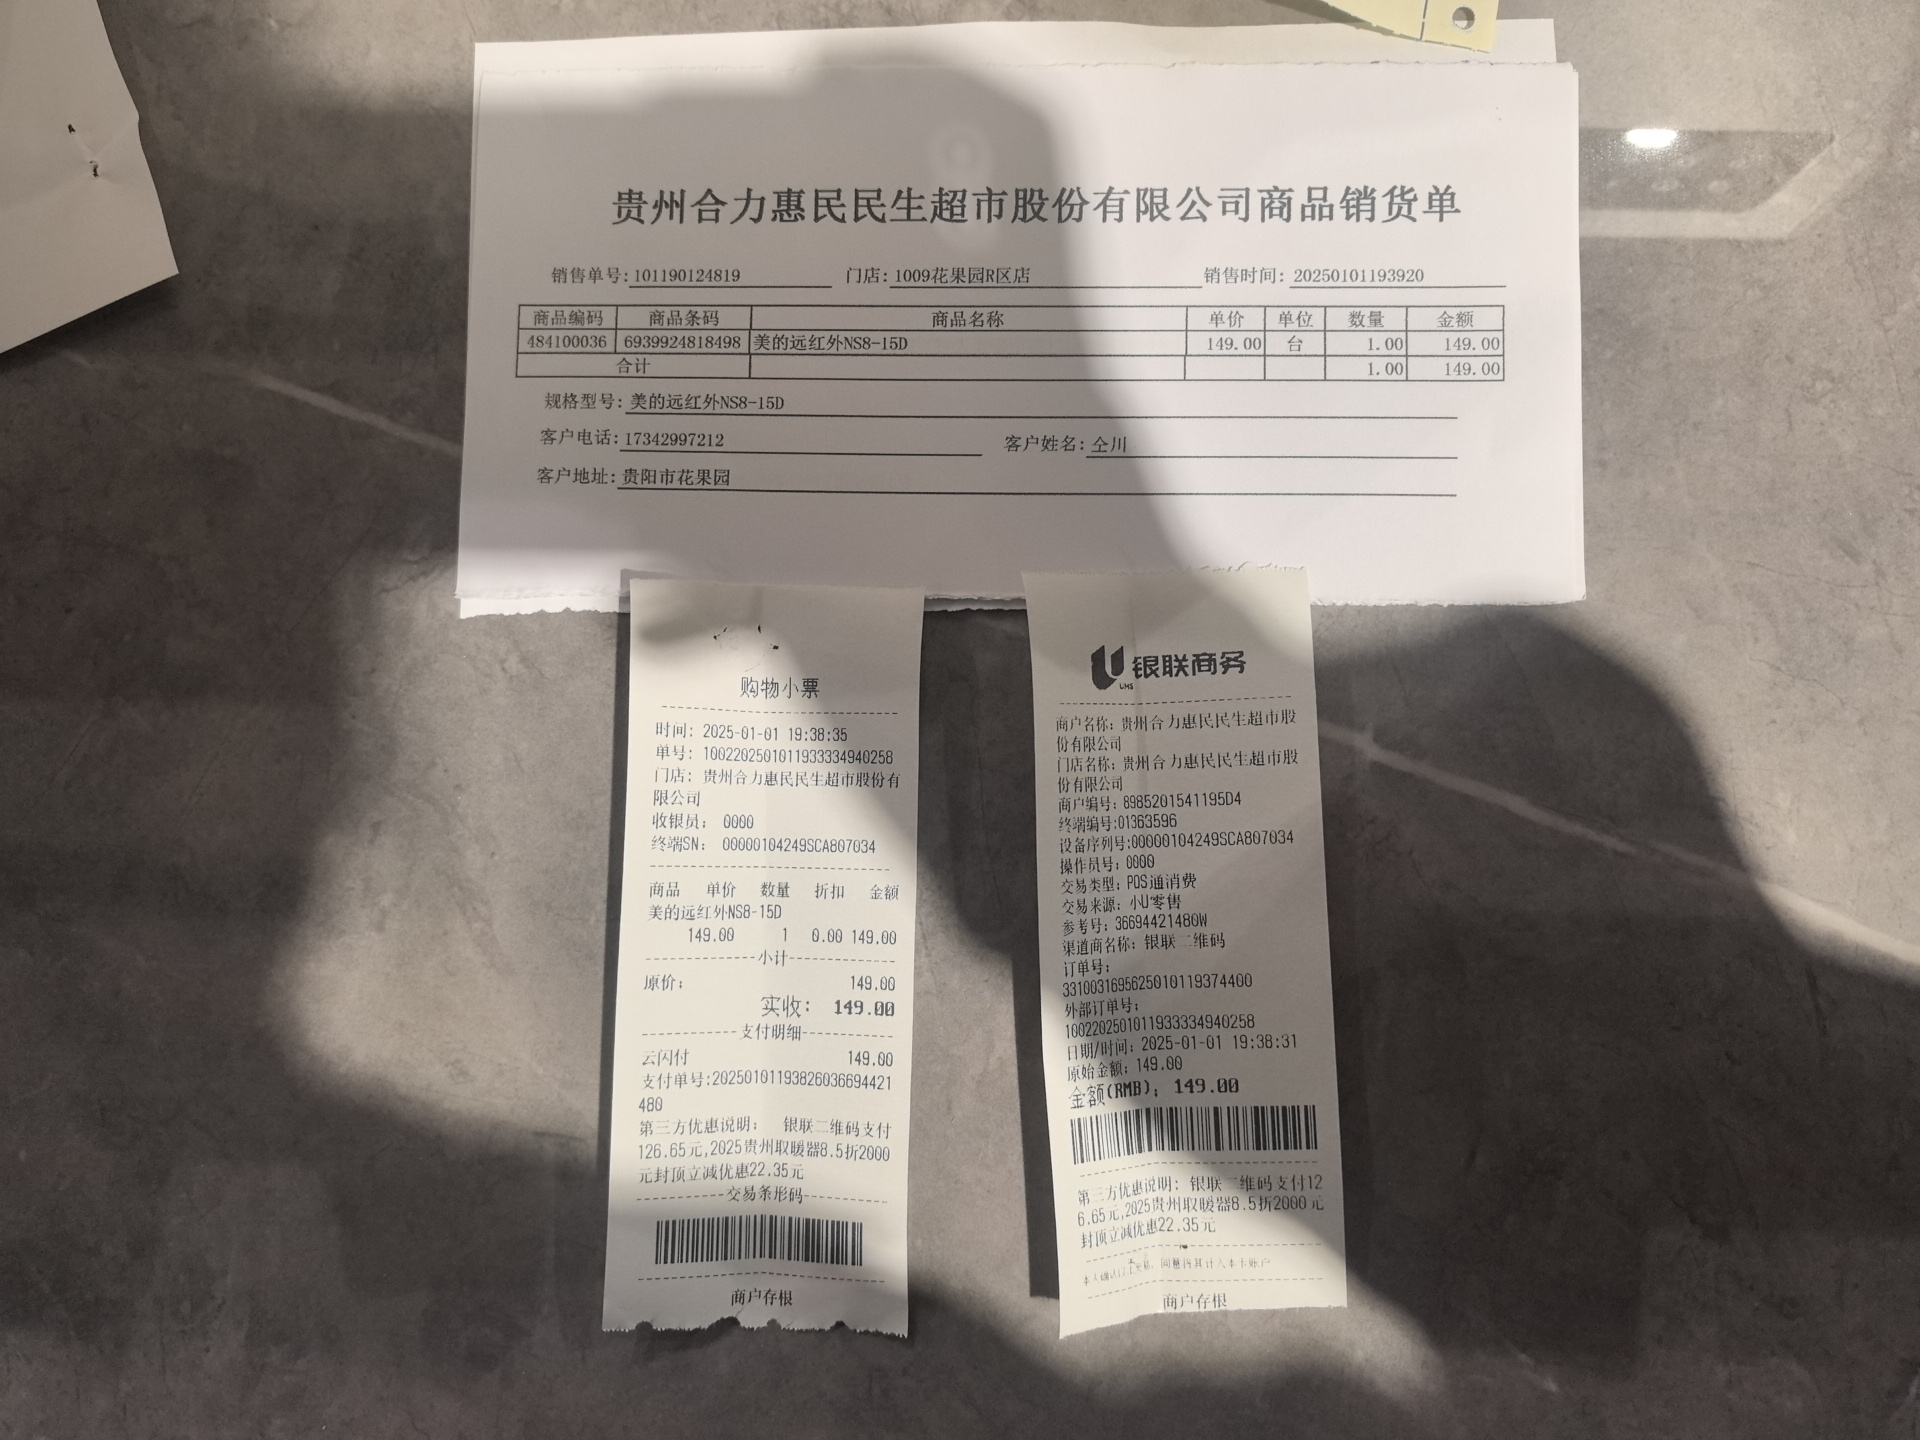 贵州合力惠民民生超市股份有限公司商品销货单
销售单号:101190124819 门店:1009花果园R区店 销售时间:20250101193920
商品编码 商品条码 商品名称 单价 单位 数量 金额
484100036 6939924818498 美的远红外NS8-15D 149.00 台 1.00 149.00
合计 1.00 149.00
规格型号:美的远红外NS8-15D
客户电话:17342997212 客户姓名:仝川
客户地址:贵阳市花果园
购物小票
时间: 2025-01-01 19:38:35
单号: 1002202501011933334940258
门店: 贵州合力惠民民生超市股份有
限公司
收银员: 0000
终端SN: 00000104249SCA807034
商品 单价 数量 折扣 金额
美的远红外NS8-15D
149.00 1 0.00 149.00
小计
原价: 149.00
实收: 149.00
支付明细
云闪付 149.00
支付单号:20250101193826036694421
480
第三方优惠说明: 银联二维码支付
126.65元,2025贵州取暖器8.5折2000
元封顶立减优惠22.35元
交易条形码
商户存根
银联商务
UMS
商户名称: 贵州合力惠民民生超市股
份有限公司
门店名称: 贵州合力惠民民生超市股
份有限公司
商户编号: 8985201541195D4
终端编号:01363596
设备序列号:00000104249SCA807034
操作员号: 0000
交易类型: POS通消费
交易来源: 小U零售
参考号: 36694421480W
渠道商名称: 银联二维码
订单号:
33100316956250101193744​00
外部订单号:
1002202501011933334940258
日期/时间: 2025-01-01 19:38:31
原始金额: 149.00
金额(RMB): 149.00
第三方优惠说明: 银联二维码支付12
6.65元,2025贵州取暖器8.5折2000元
封顶立减优惠22.35元
本人确认以上交易, 同意将其计入本卡账户
商户存根